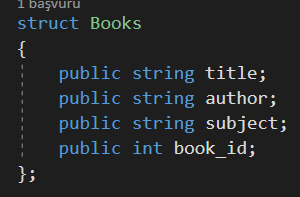 1 başvuru
struct Books
{
    public string title;
    public string author;
    public string subject;
    public int book_id;
};